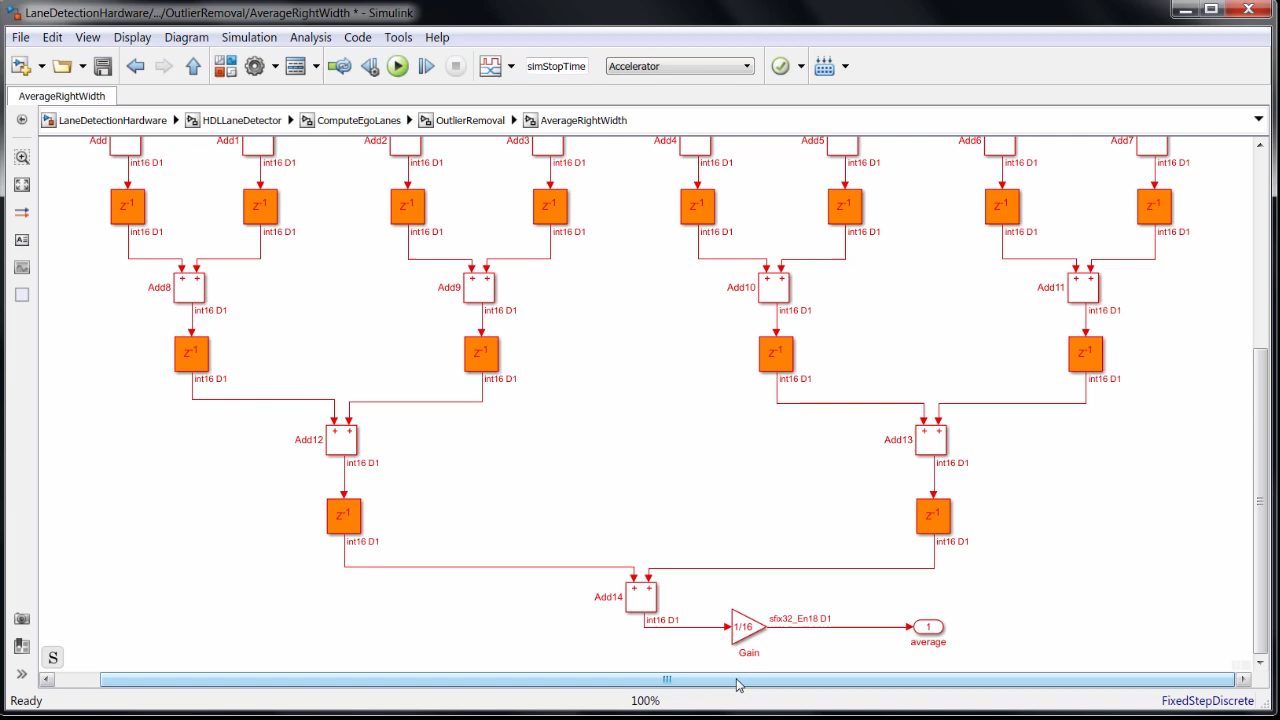 LaneDetectionHardware/.../OutlierRemoval/AverageRightWidth * - Simulink
File Edit View Display Diagram Simulation Analysis Code Tools Help
simStopTime Accelerator
AverageRightWidth
LaneDetectionHardware HDLLaneDetector ComputeEgoLanes OutlierRemoval AverageRightWidth
Add Add1 Add2 Add3 Add4 Add5 Add6 Add7
int16 D1 int16 D1 int16 D1 int16 D1 int16 D1 int16 D1 int16 D1 int16 D1
Z-1 Z-1 Z-1 Z-1 Z-1 Z-1 Z-1 Z-1
int16 D1 int16 D1 int16 D1 int16 D1 int16 D1 int16 D1 int16 D1 int16 D1
+ + + + + + + +
Add8 Add9 Add10 Add11
int16 D1 int16 D1 int16 D1 int16 D1
Z-1 Z-1 Z-1 Z-1
int16 D1 int16 D1 int16 D1 int16 D1
+ + + +
Add12 Add13
int16 D1 int16 D1
Z-1 Z-1
int16 D1 int16 D1
+ +
Add14
int16 D1 1/16 sfix32_En18 D1 1
Gain average
S
Ready 100% FixedStepDiscrete